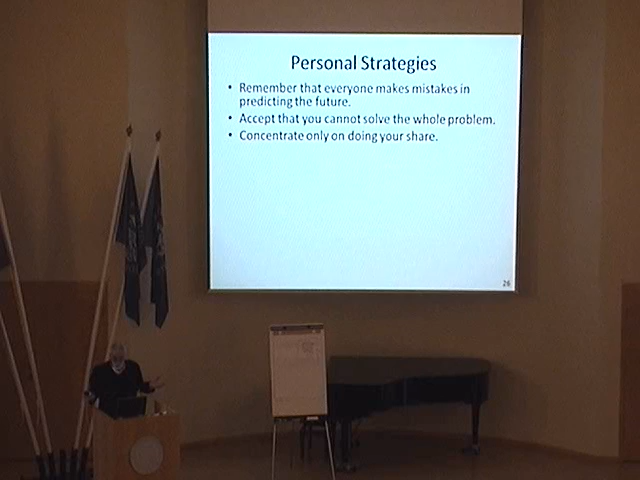 Personal Strategies
• Remember that everyone makes mistakes in
predicting the future.
• Accept that you cannot solve the whole problem.
• Concentrate only on doing your share.
26